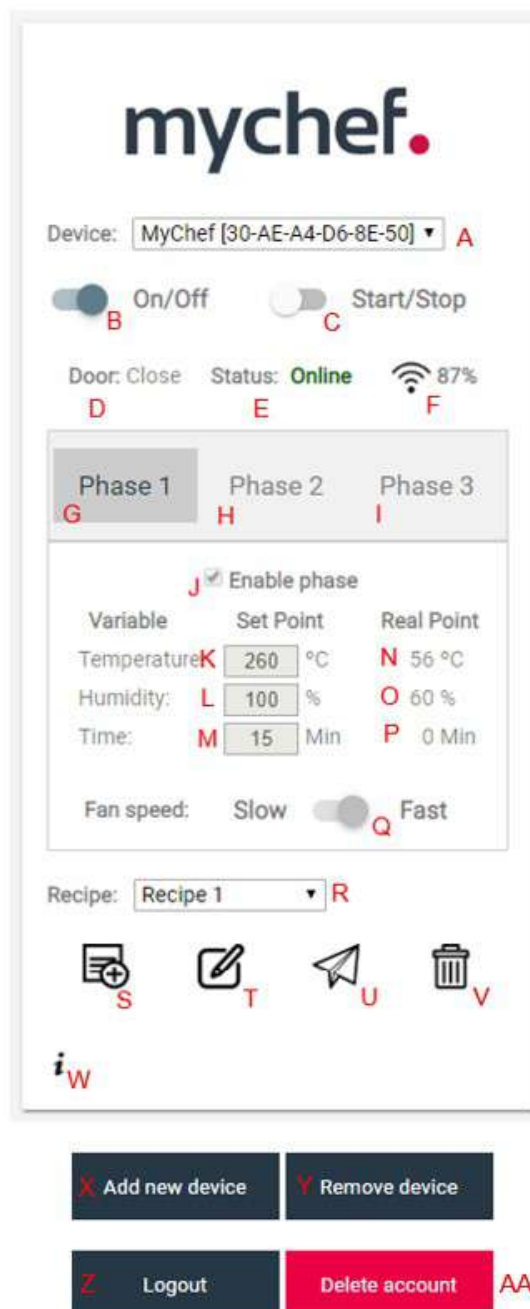 mychef.
Device: MyChef [30-AE-A4-D6-8E-50] A
On/Off Start/Stop
B C
Door: Close Status: Online 87%
D E F
Phase 1 Phase 2 Phase 3
G H I
J Enable phase
Variable Set Point Real Point
Temperature K 260 ºC N 56 ºC
Humidity: L 100 % O 60 %
Time: M 15 Min P 0 Min
Fan speed: Slow Q Fast
Recipe: Recipe 1 R
S T U V
i W
X Add new device Y Remove device
Z Logout Delete account AA